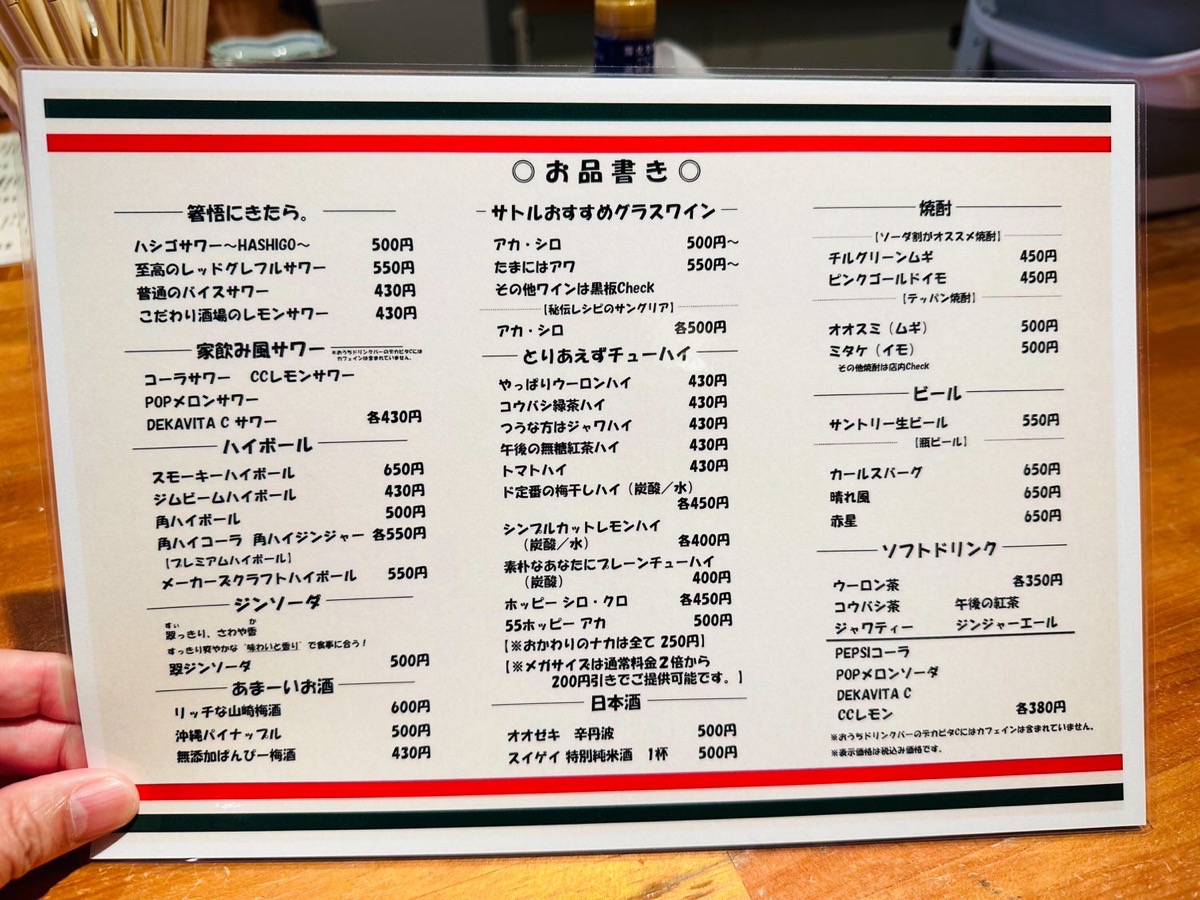 ◎お品書き◎
箸悟にきたら。
ハシゴサワー〜HASHIGO〜 500円
至高のレッドグレフルサワー 550円
普通のバイスサワー 430円
こだわり酒場のレモンサワー 430円
家飲み風サワー ※おうちドリンクバーのデカビタCには
カフェインは含まれていません。
コーラサワー CCレモンサワー
POPメロンサワー
DEKAVITA C サワー 各430円
ハイボール
スモーキーハイボール 650円
ジムビームハイボール 430円
角ハイボール 500円
角ハイコーラ 角ハイジンジャー 各550円
【プレミアムハイボール】
メーカーズクラフトハイボール 550円
ジンソーダ
すい か
翠っきり、さわや香
すっきり爽やかな“味わいと香り”で食事に合う！
翠ジンソーダ 500円
あまーいお酒
リッチな山崎梅酒 600円
沖縄パイナップル 500円
無添加ばんぴー梅酒 430円
サトルおすすめグラスワイン
アカ・シロ 500円〜
たまにはアワ 550円〜
その他ワインは黒板Check
【秘伝レシピのサングリア】
アカ・シロ 各500円
とりあえずチューハイ
やっぱりウーロンハイ 430円
コウバシ緑茶ハイ 430円
つうな方はジャワハイ 430円
午後の無糖紅茶ハイ 430円
トマトハイ 430円
ド定番の梅干しハイ（炭酸／水）
各450円
シンプルカットレモンハイ
（炭酸／水） 各400円
素朴なあなたにプレーンチューハイ
（炭酸） 400円
ホッピー シロ・クロ 各450円
55ホッピー アカ 500円
【※おかわりのナカは全て 250円】
【※メガサイズは通常料金2倍から
200円引きでご提供可能です。】
日本酒
オオゼキ 辛丹波 500円
スイゲイ 特別純米酒 1杯 500円
焼酎
【ソーダ割がオススメ焼酎】
チルグリーンムギ 450円
ピンクゴールドイモ 450円
【テッパン焼酎】
オオスミ（ムギ） 500円
ミタケ（イモ） 500円
その他焼酎は店内Check
ビール
サントリー生ビール 550円
【瓶ビール】
カールスバーグ 650円
晴れ風 650円
赤星 650円
ソフトドリンク
ウーロン茶 各350円
コウバシ茶 午後の紅茶
ジャワティー ジンジャーエール
PEPSIコーラ
POPメロンソーダ
DEKAVITA C
CCレモン 各380円
※おうちドリンクバーのデカビタCにはカフェインは含まれていません。
※表示価格は税込み価格です。